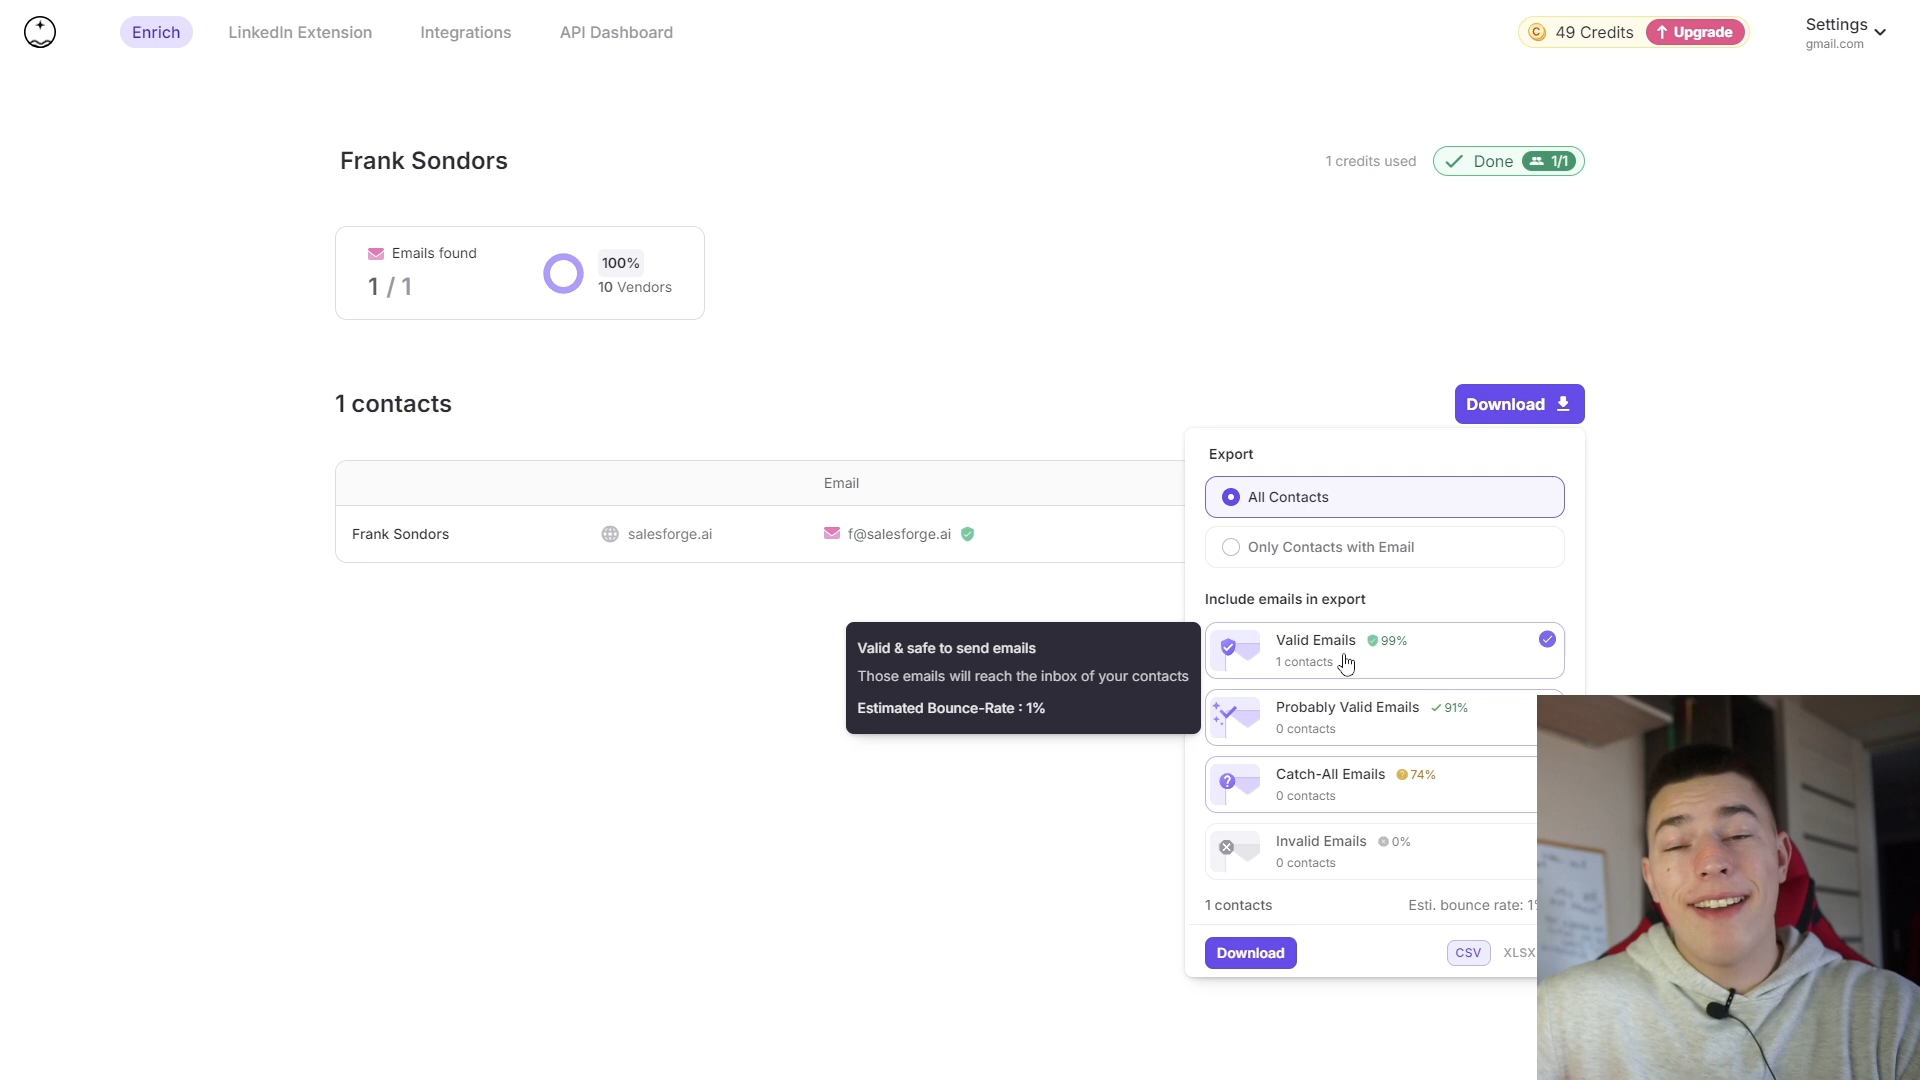 Enrich
LinkedIn Extension
Integrations
API Dashboard
49 Credits
Upgrade
Settings
gmail.com
Frank Sondors
1 credits used
Done
1/1
Emails found
1 / 1
100%
10 Vendors
1 contacts
Download
Email
Frank Sondors
salesforge.ai
f@salesforge.ai
Export
All Contacts
Only Contacts with Email
Include emails in export
Valid Emails 99%
1 contacts
Valid & safe to send emails
Those emails will reach the inbox of your contacts
Estimated Bounce-Rate : 1%
Probably Valid Emails 91%
0 contacts
Catch-All Emails 74%
0 contacts
Invalid Emails 0%
0 contacts
1 contacts
Esti. bounce rate: 1%
Download
CSV
XLSX